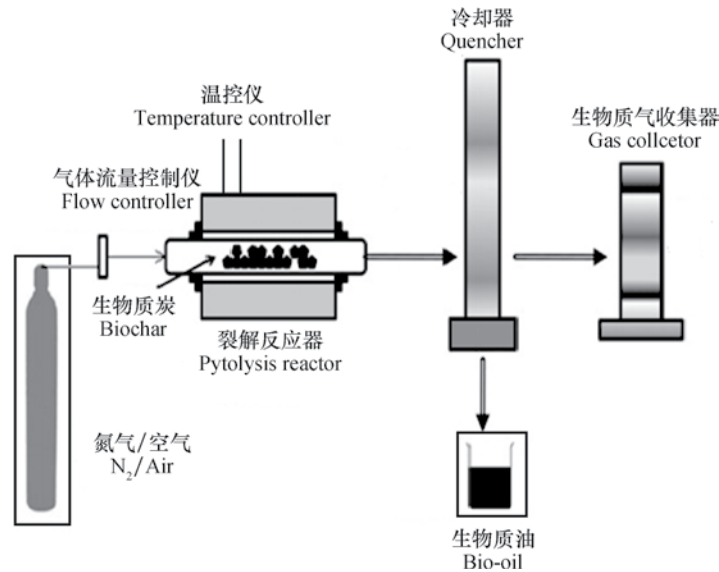 冷却器
Quencher
温控仪
Temperature controller
生物质气收集器
Gas collcetor
气体流量控制仪
Flow controller
生物质炭
Biochar
裂解反应器
Pytolysis reactor
氮气/空气
N₂/Air
生物质油
Bio-oil